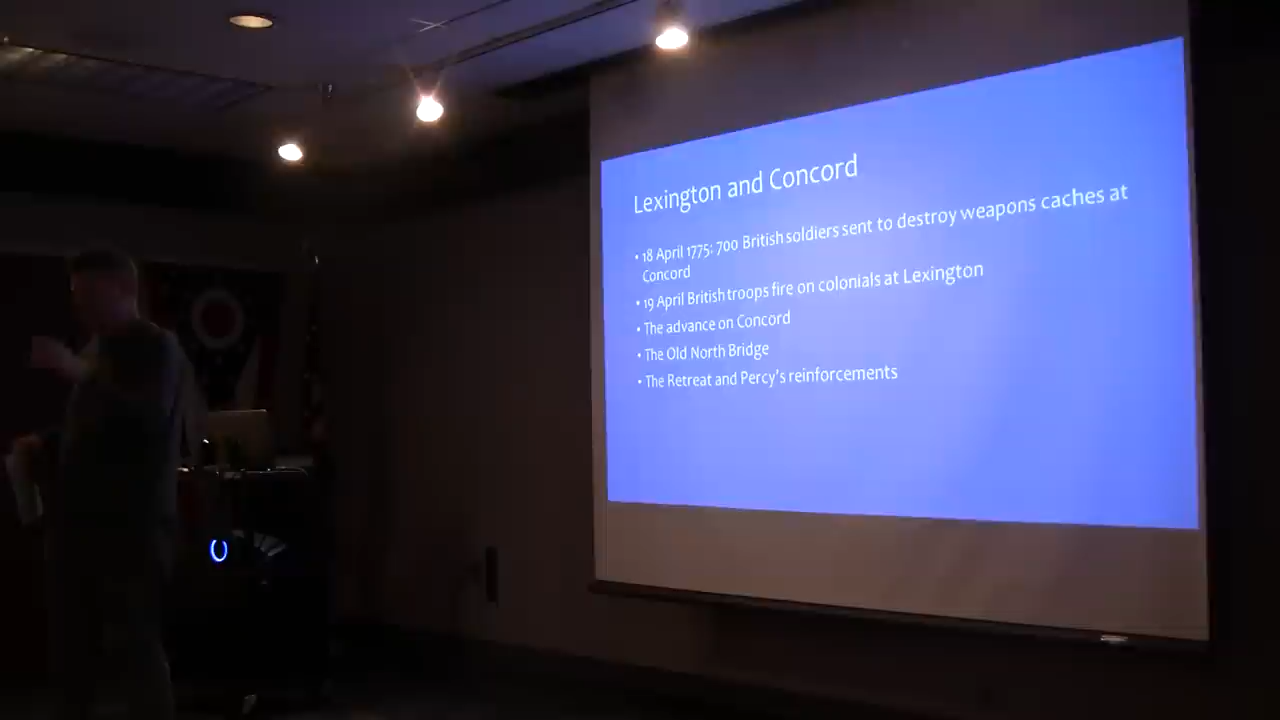 Lexington and Concord
• 18 April 1775: 700 British soldiers sent to destroy weapons caches at
Concord
• 19 April British troops fire on colonials at Lexington
• The advance on Concord
• The Old North Bridge
• The Retreat and Percy's reinforcements